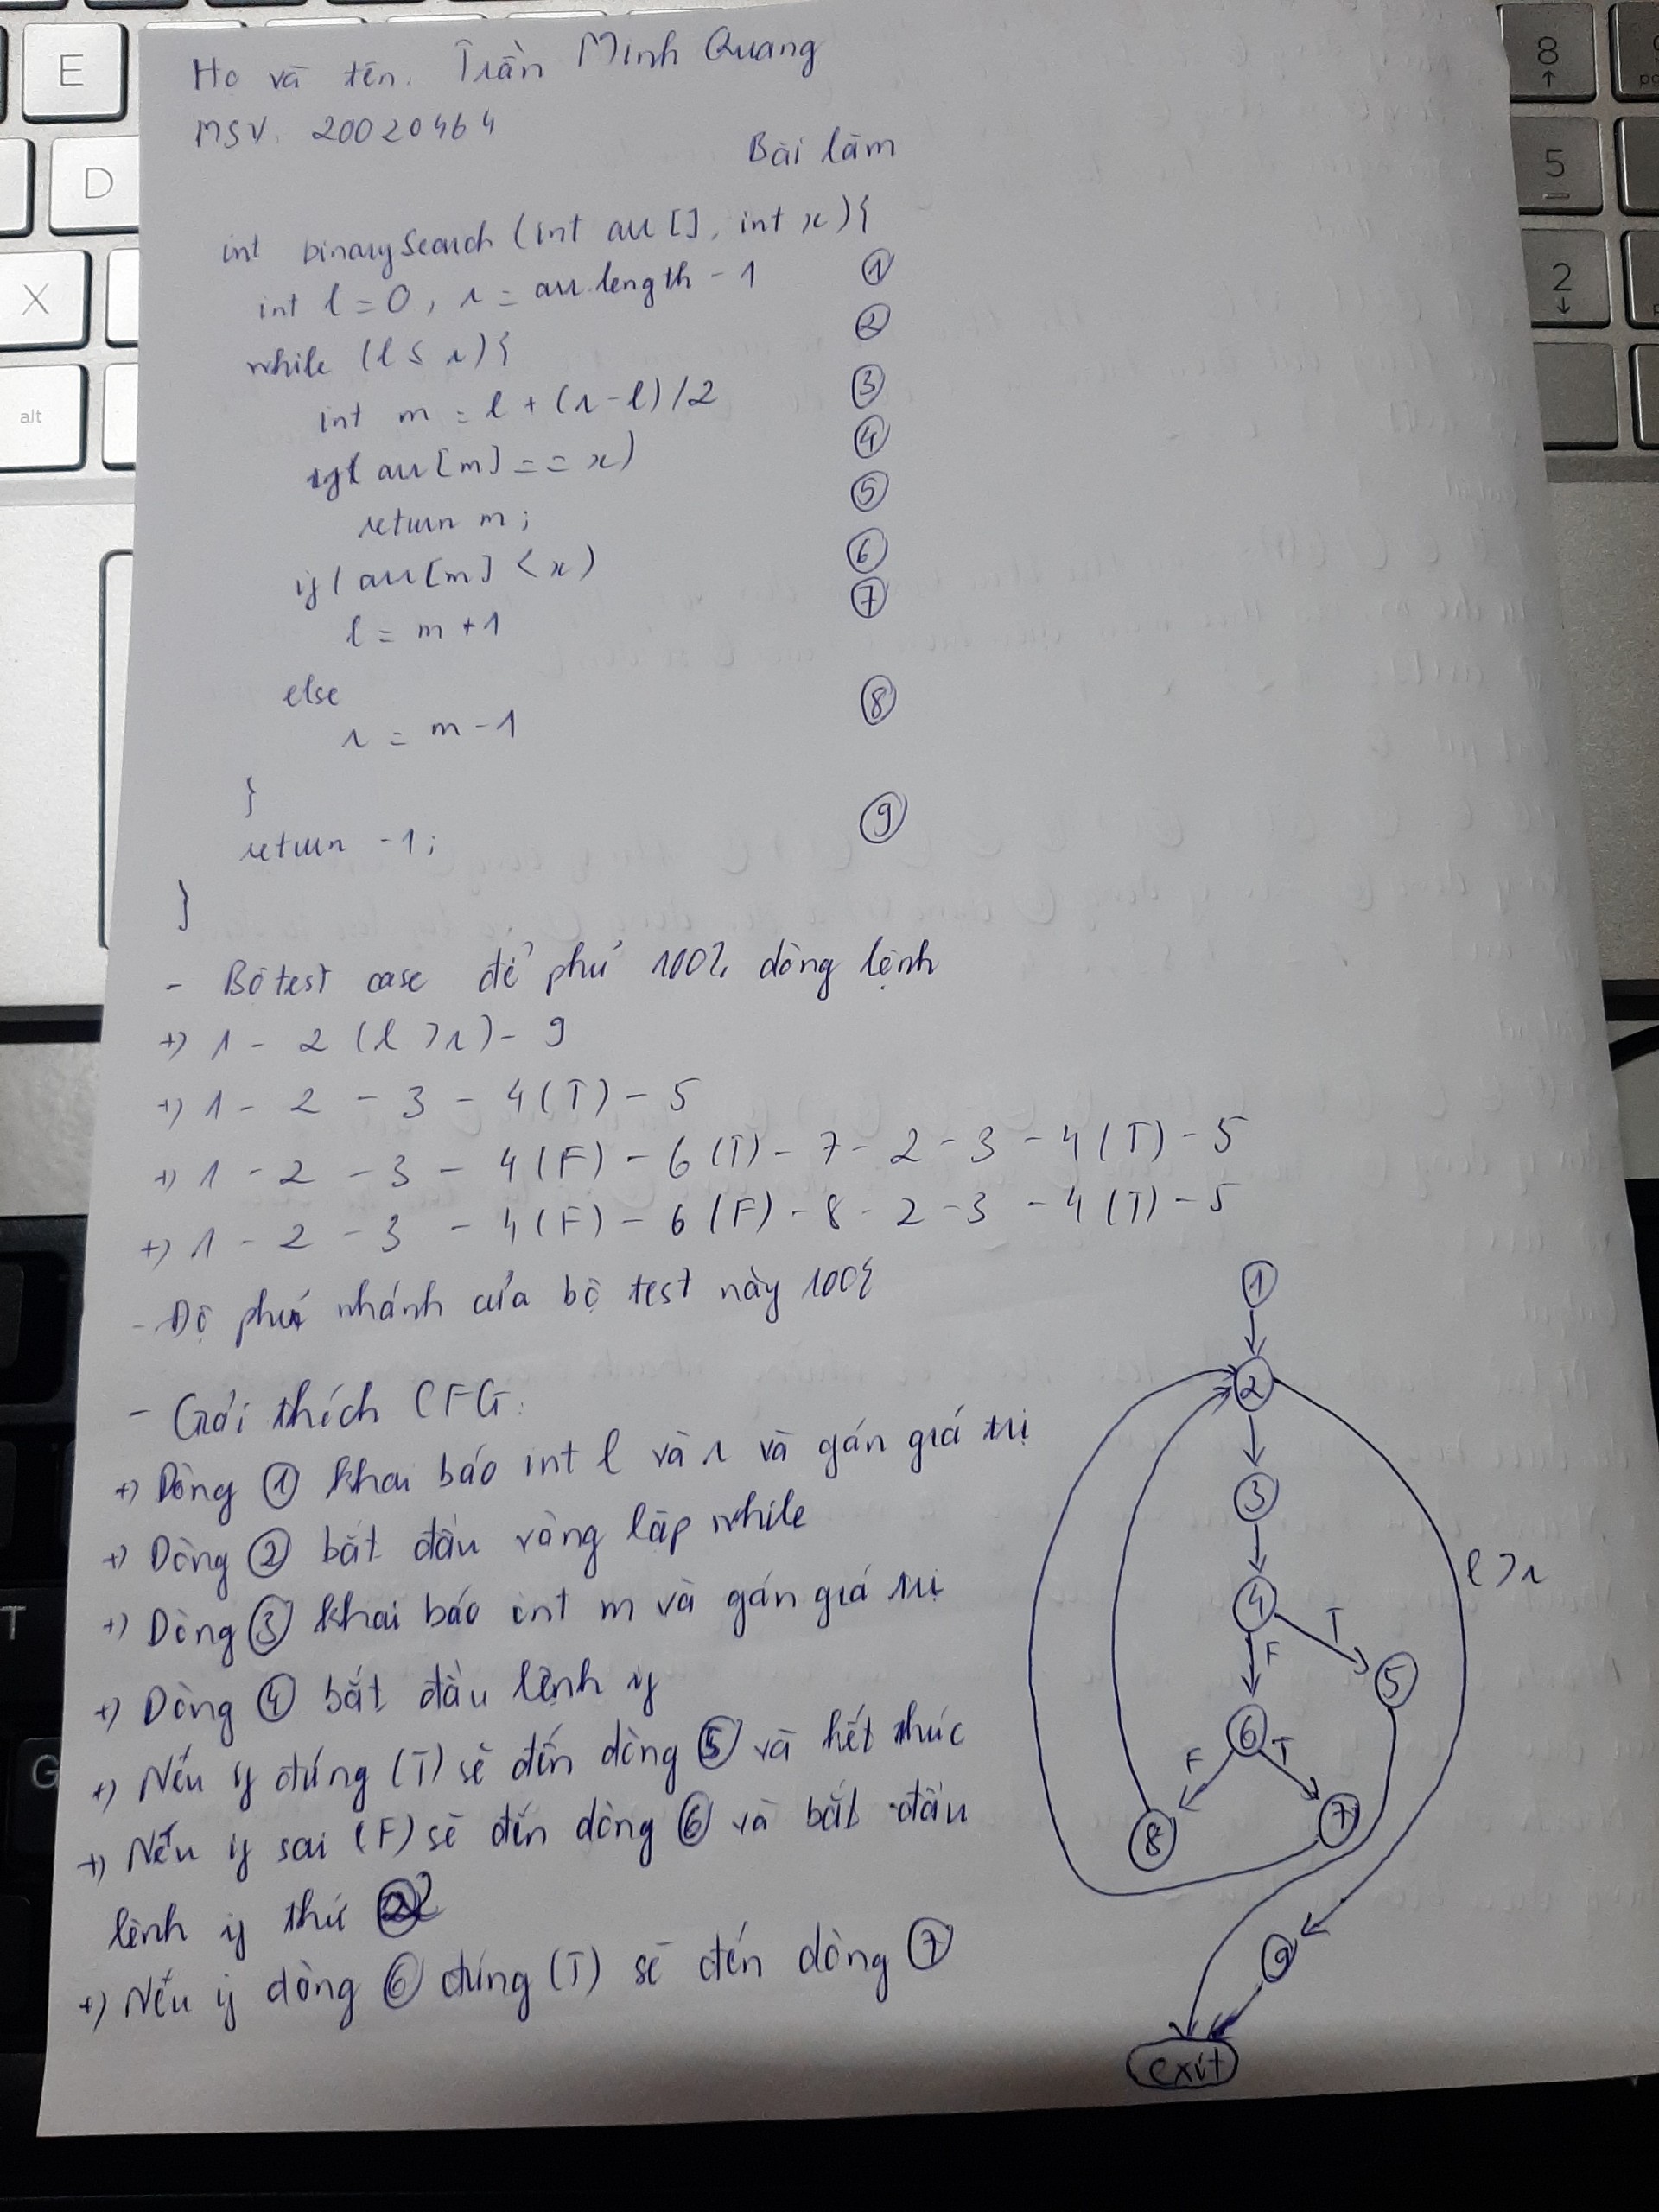 Họ và tên. Trần Minh Quang
MSV. 20020464
Bài làm
int binarySearch (int arr [], int x) {
int l = 0, r = arr.length - 1 ①
while (l ≤ r) { ②
int m = l + (r - l) / 2 ③
if ( arr [m] == x) ④
return m; ⑤
if ( arr [m] < x) ⑥
l = m + 1 ⑦
else
r = m - 1 ⑧
}
return -1; ⑨
}
- Bộ test case để phủ 100% dòng lệnh
+) 1 - 2 (l > r) - 9
+) 1 - 2 - 3 - 4 (T) - 5
+) 1 - 2 - 3 - 4 (F) - 6 (T) - 7 - 2 - 3 - 4 (T) - 5
+) 1 - 2 - 3 - 4 (F) - 6 (F) - 8 - 2 - 3 - 4 (T) - 5
- Độ phủ nhánh của bộ test này 100%
- Giải thích CFG:
+) Dòng ① khai báo int l và r và gán giá trị
+) Dòng ② bắt đầu vòng lặp while
+) Dòng ③ khai báo int m và gán giá trị
+) Dòng ④ bắt đầu lệnh if
+) Nếu if đúng (T) sẽ đến dòng ⑤ và kết thúc
+) Nếu if sai (F) sẽ đến dòng ⑥ và bắt đầu
lệnh if thứ 2
+) Nếu if dòng ⑥ đúng (T) sẽ đến dòng ⑦
①
②
③
l > r
④
T
F
⑤
⑥
F T
⑦
⑧
⑨
exit
E
D
X
alt
T
G
8
5
2
9